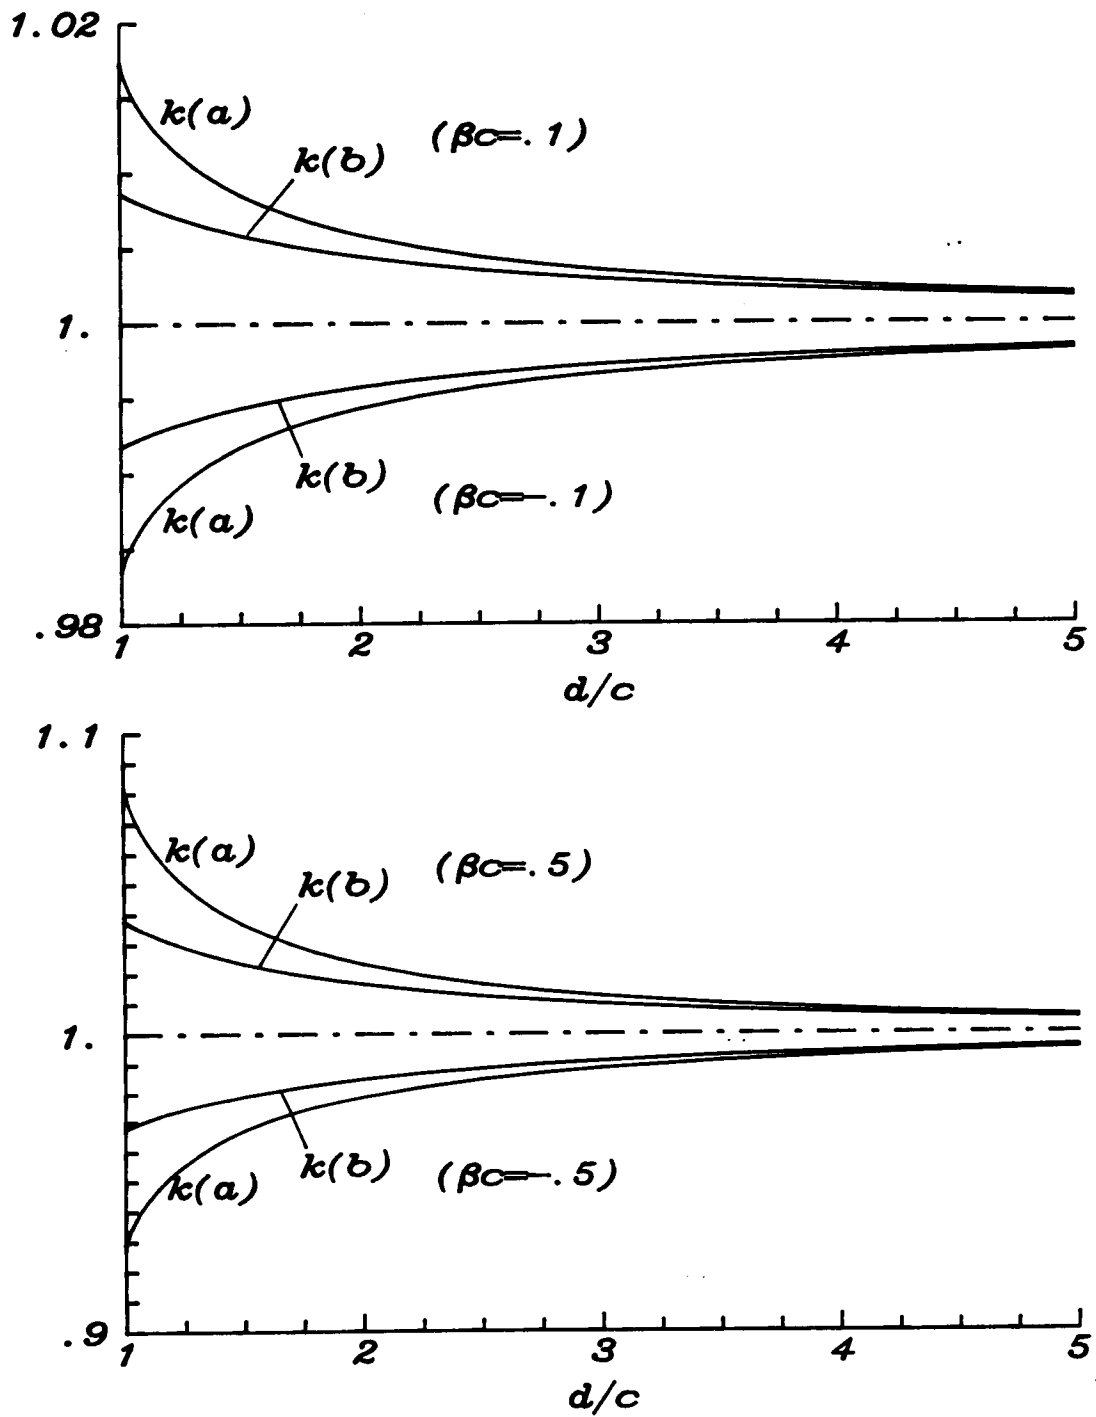 1.02
k(a)
(βc=.1)
k(b)
1.
k(b)
(βc=-.1)
k(a)
.98
1 2 3 4 5
d/c
1.1
k(a)
(βc=.5)
k(b)
1.
k(b)
(βc=-.5)
k(a)
.9
1 2 3 4 5
d/c